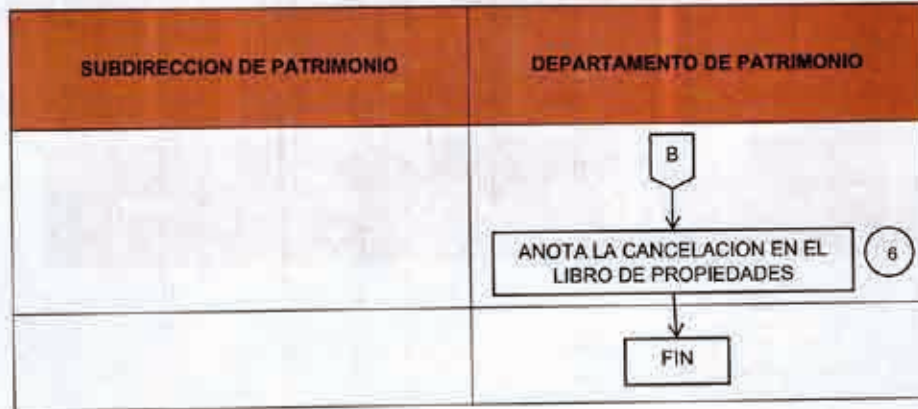 SUBDIRECCION DE PATRIMONIO
DEPARTAMENTO DE PATRIMONIO
B
ANOTA LA CANCELACION EN EL
LIBRO DE PROPIEDADES
6
FIN